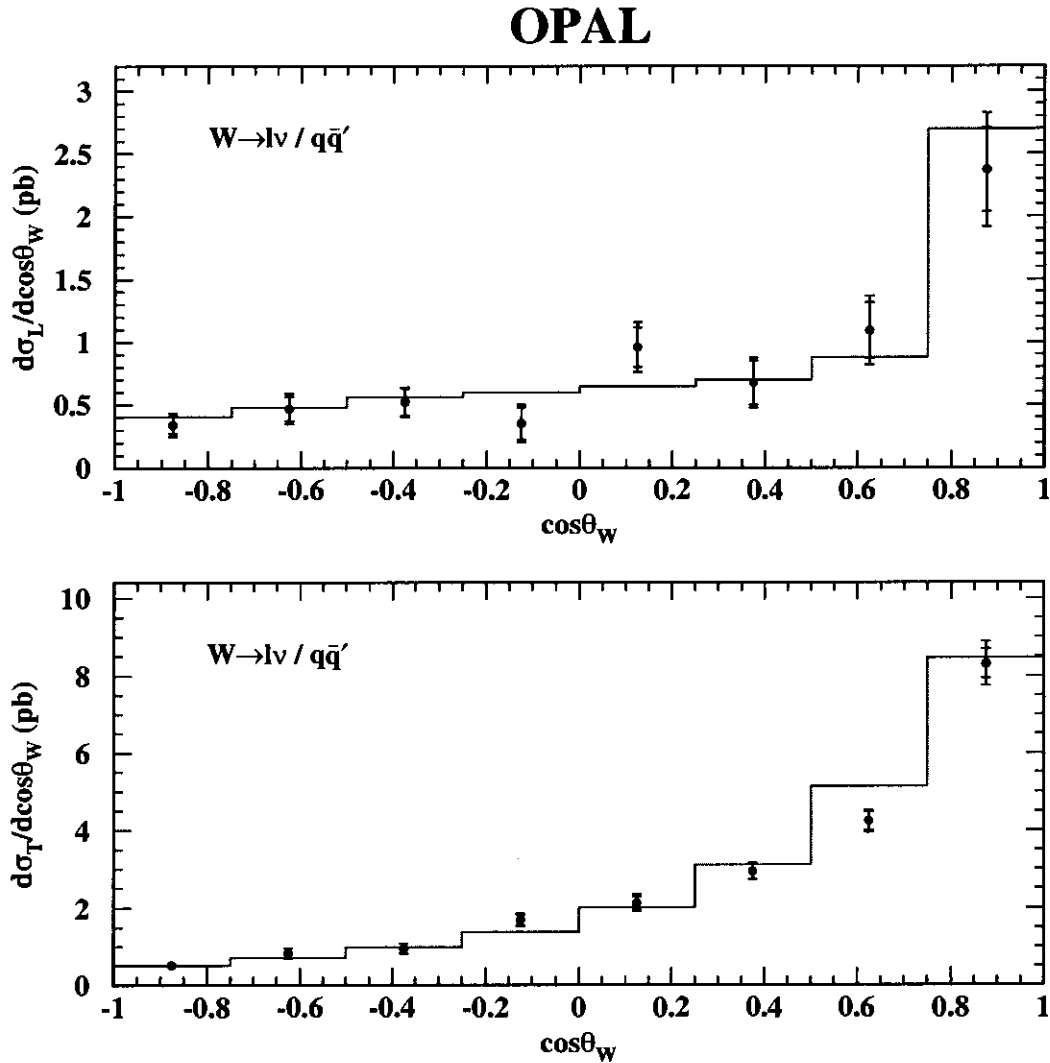 OPAL
3
2.5
2
1.5
1
0.5
0
dσ_L/dcosθ_W (pb)
W→lν / qq̄′
-1 -0.8 -0.6 -0.4 -0.2 0 0.2 0.4 0.6 0.8 1
cosθ_W
10
8
6
4
2
0
dσ_T/dcosθ_W (pb)
W→lν / qq̄′
-1 -0.8 -0.6 -0.4 -0.2 0 0.2 0.4 0.6 0.8 1
cosθ_W